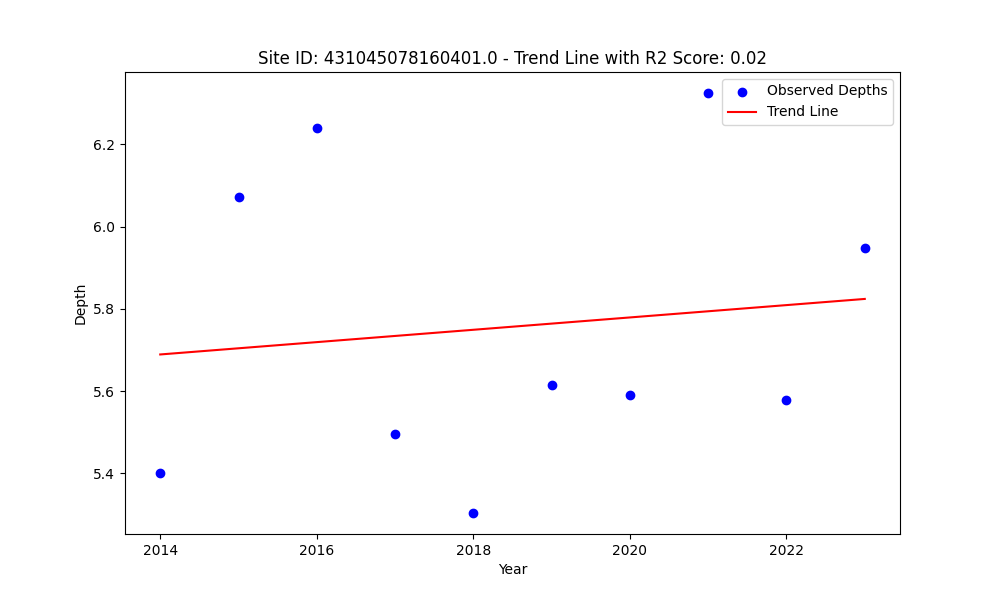 Site ID: 431045078160401.0 - Trend Line with R2 Score: 0.02
Observed Depths
Trend Line
6.2
6.0
5.8
5.6
5.4
Depth
2014
2016
2018
2020
2022
Year